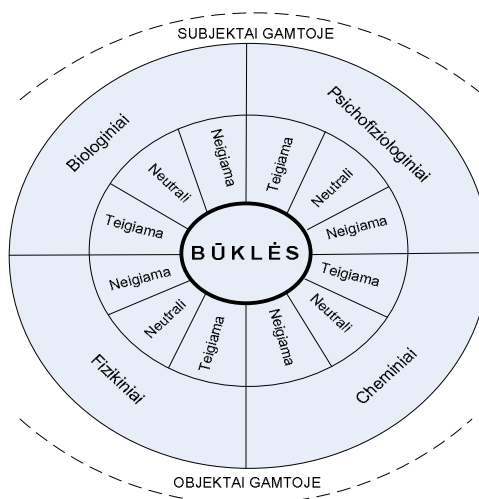 SUBJEKTAI GAMTOJE
Biologiniai
Psichofiziologiniai
Neigiama
Teigiama
Neutrali
Neutrali
Teigiama
Neigiama
BŪKLĖS
Neigiama
Teigiama
Neutrali
Neutrali
Teigiama
Neigiama
Fizikiniai
Cheminiai
OBJEKTAI GAMTOJE